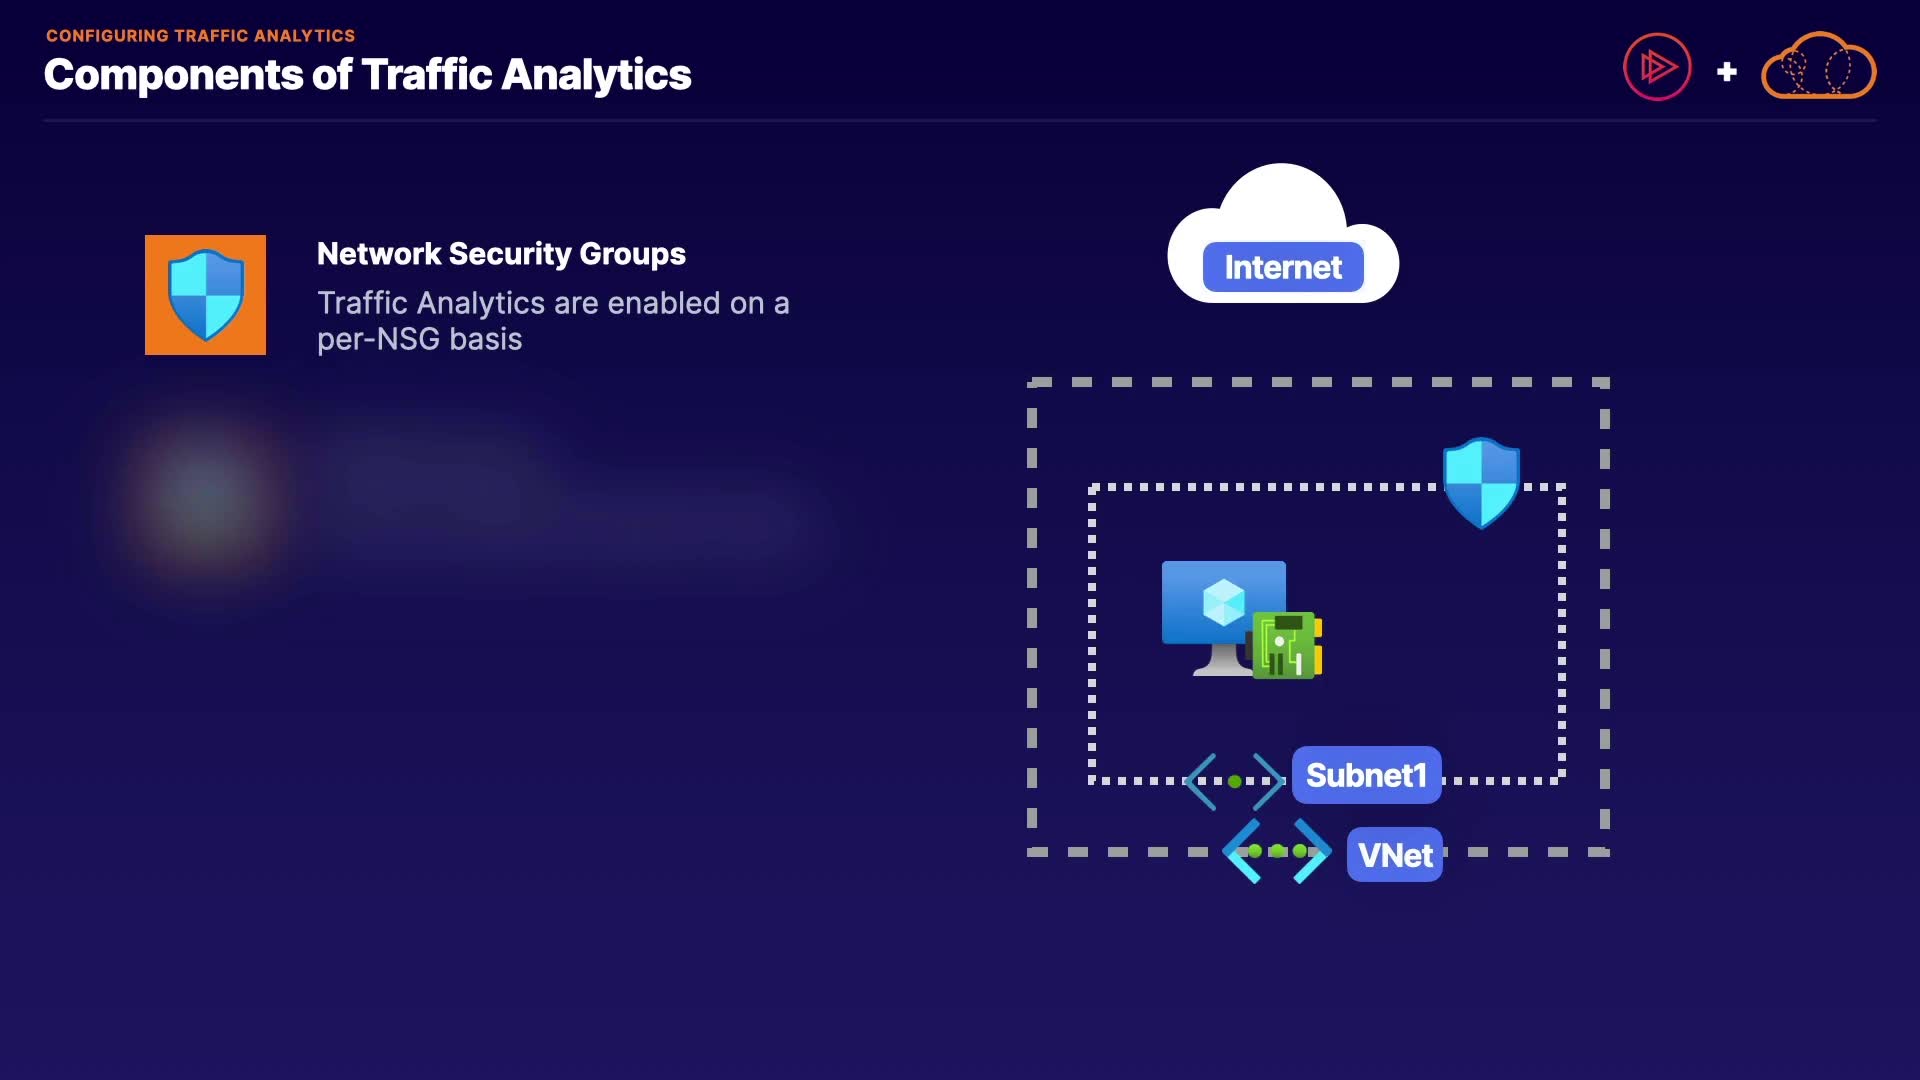 CONFIGURING TRAFFIC ANALYTICS
Components of Traffic Analytics
Network Security Groups
Traffic Analytics are enabled on a
per-NSG basis
Internet
Subnet1
VNet